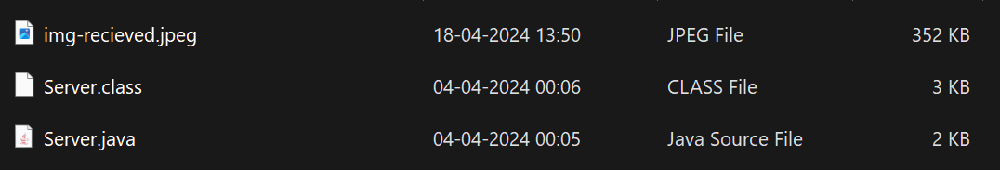 img-recieved.jpeg 18-04-2024 13:50 JPEG File 352 KB
Server.class 04-04-2024 00:06 CLASS File 3 KB
Server.java 04-04-2024 00:05 Java Source File 2 KB